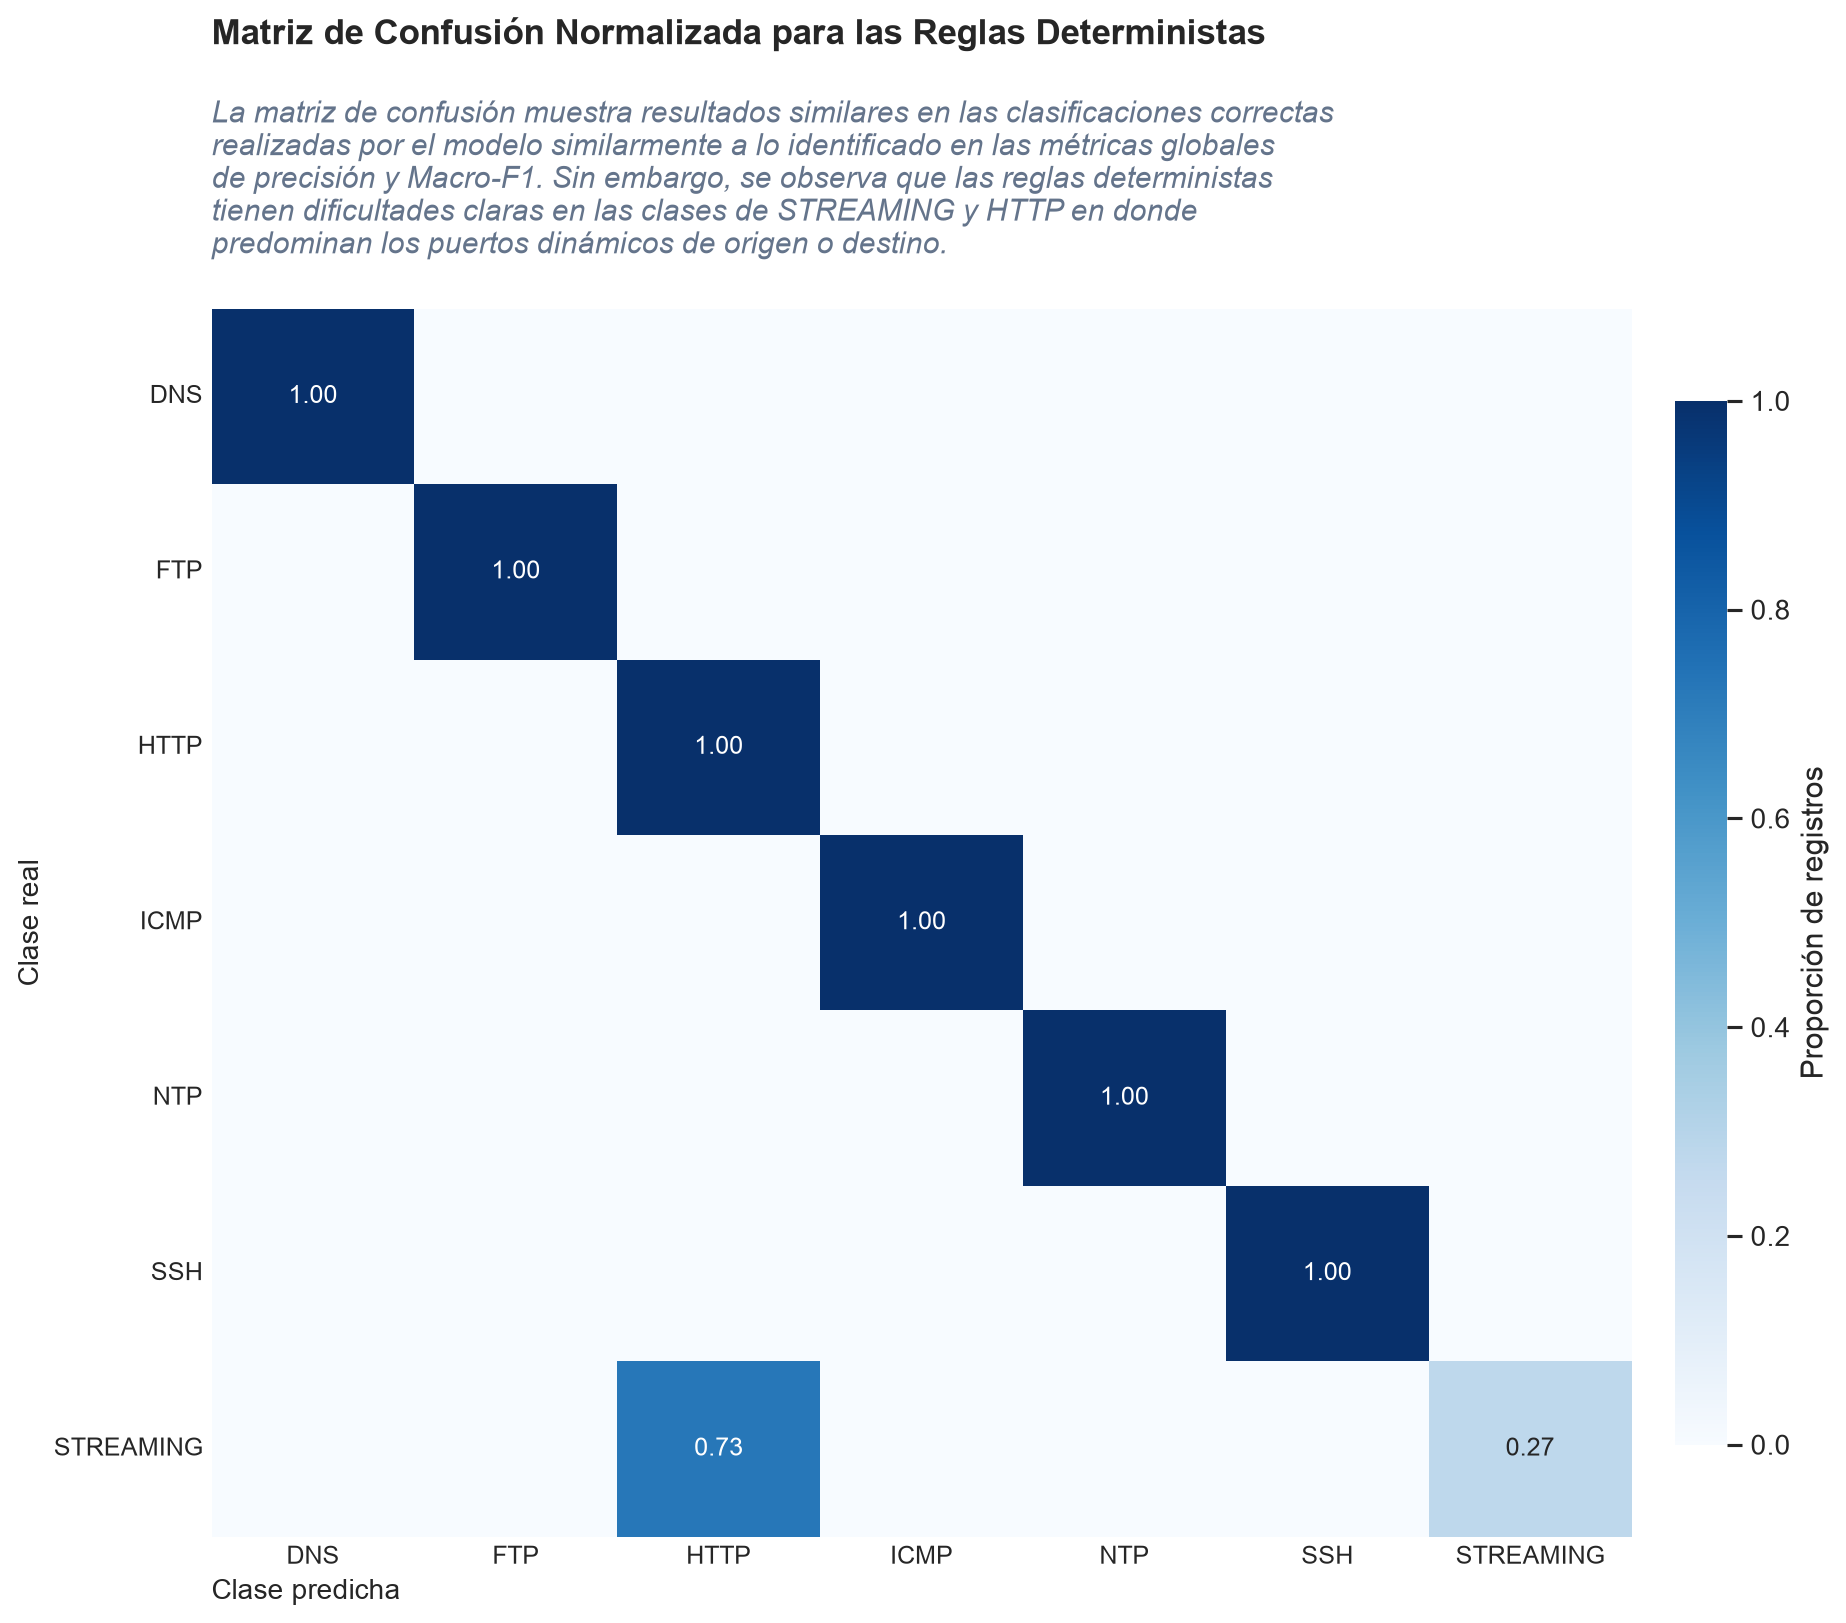 Matriz de Confusión Normalizada para las Reglas Deterministas
La matriz de confusión muestra resultados similares en las clasificaciones correctas
realizadas por el modelo similarmente a lo identificado en las métricas globales
de precisión y Macro-F1. Sin embargo, se observa que las reglas deterministas
tienen dificultades claras en las clases de STREAMING y HTTP en donde
predominan los puertos dinámicos de origen o destino.
DNS
1.00
FTP
1.00
HTTP
1.00
ICMP
1.00
NTP
1.00
SSH
1.00
STREAMING
0.73
0.27
Clase real
DNS
FTP
HTTP
ICMP
NTP
SSH
STREAMING
Clase predicha
1.0
0.8
0.6
0.4
0.2
0.0
Proporción de registros